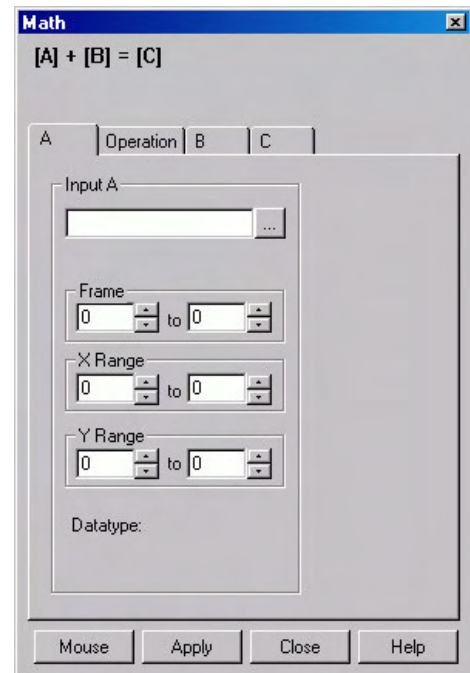 Math
[A] + [B] = [C]
A Operation B C
Input A
...
Frame
0 to 0
X Range
0 to 0
Y Range
0 to 0
Datatype:
Mouse Apply Close Help